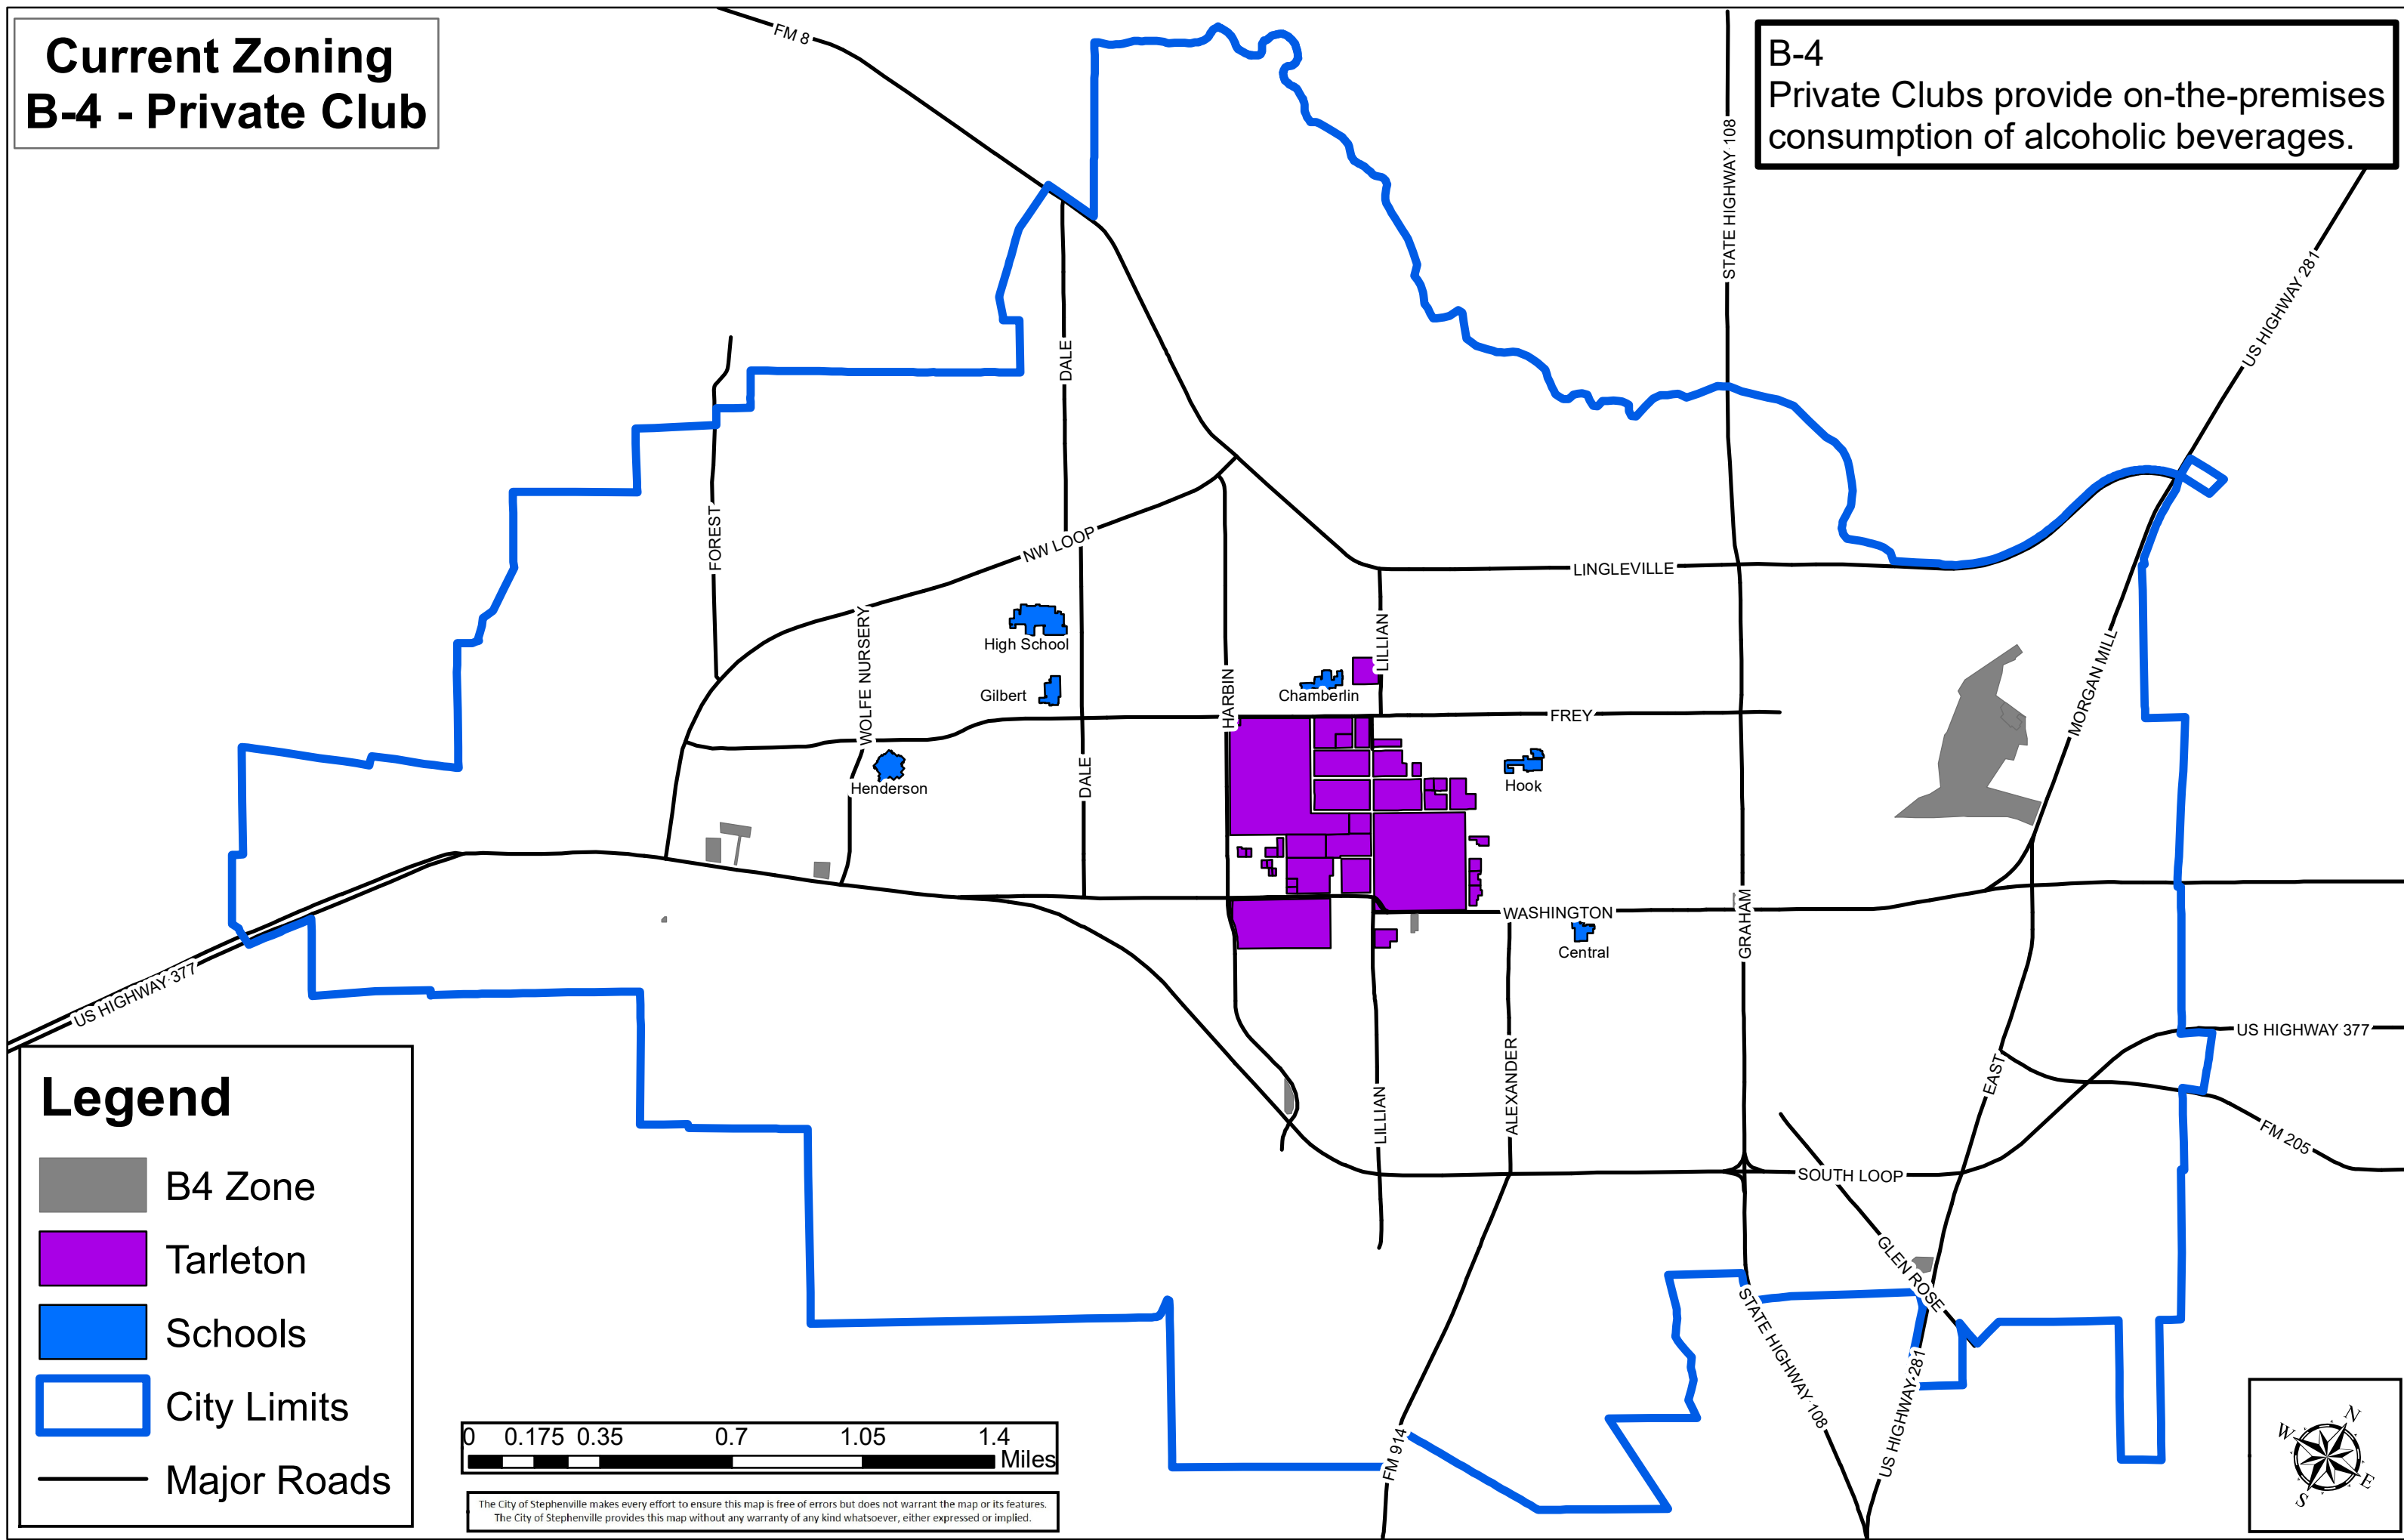 Current Zoning
B-4 - Private Club
B-4
Private Clubs provide on-the-premises
consumption of alcoholic beverages.
FM 8
STATE HIGHWAY 108
US HIGHWAY 281
DALE
FOREST
NW LOOP
LINGLEVILLE
WOLFE NURSERY
High School
Gilbert
HARBIN
LILLIAN
Chamberlin
FREY
MORGAN MILL
Henderson
DALE
Hook
WASHINGTON
GRAHAM
Central
US HIGHWAY 377
US HIGHWAY 377
LILLIAN
ALEXANDER
EAST
FM 205
SOUTH LOOP
GLEN ROSE
STATE HIGHWAY 108
US HIGHWAY 281
FM 914
Legend
B4 Zone
Tarleton
Schools
City Limits
Major Roads
0 0.175 0.35 0.7 1.05 1.4
Miles
The City of Stephenville makes every effort to ensure this map is free of errors but does not warrant the map or its features.
The City of Stephenville provides this map without any warranty of any kind whatsoever, either expressed or implied.
N
W
E
S